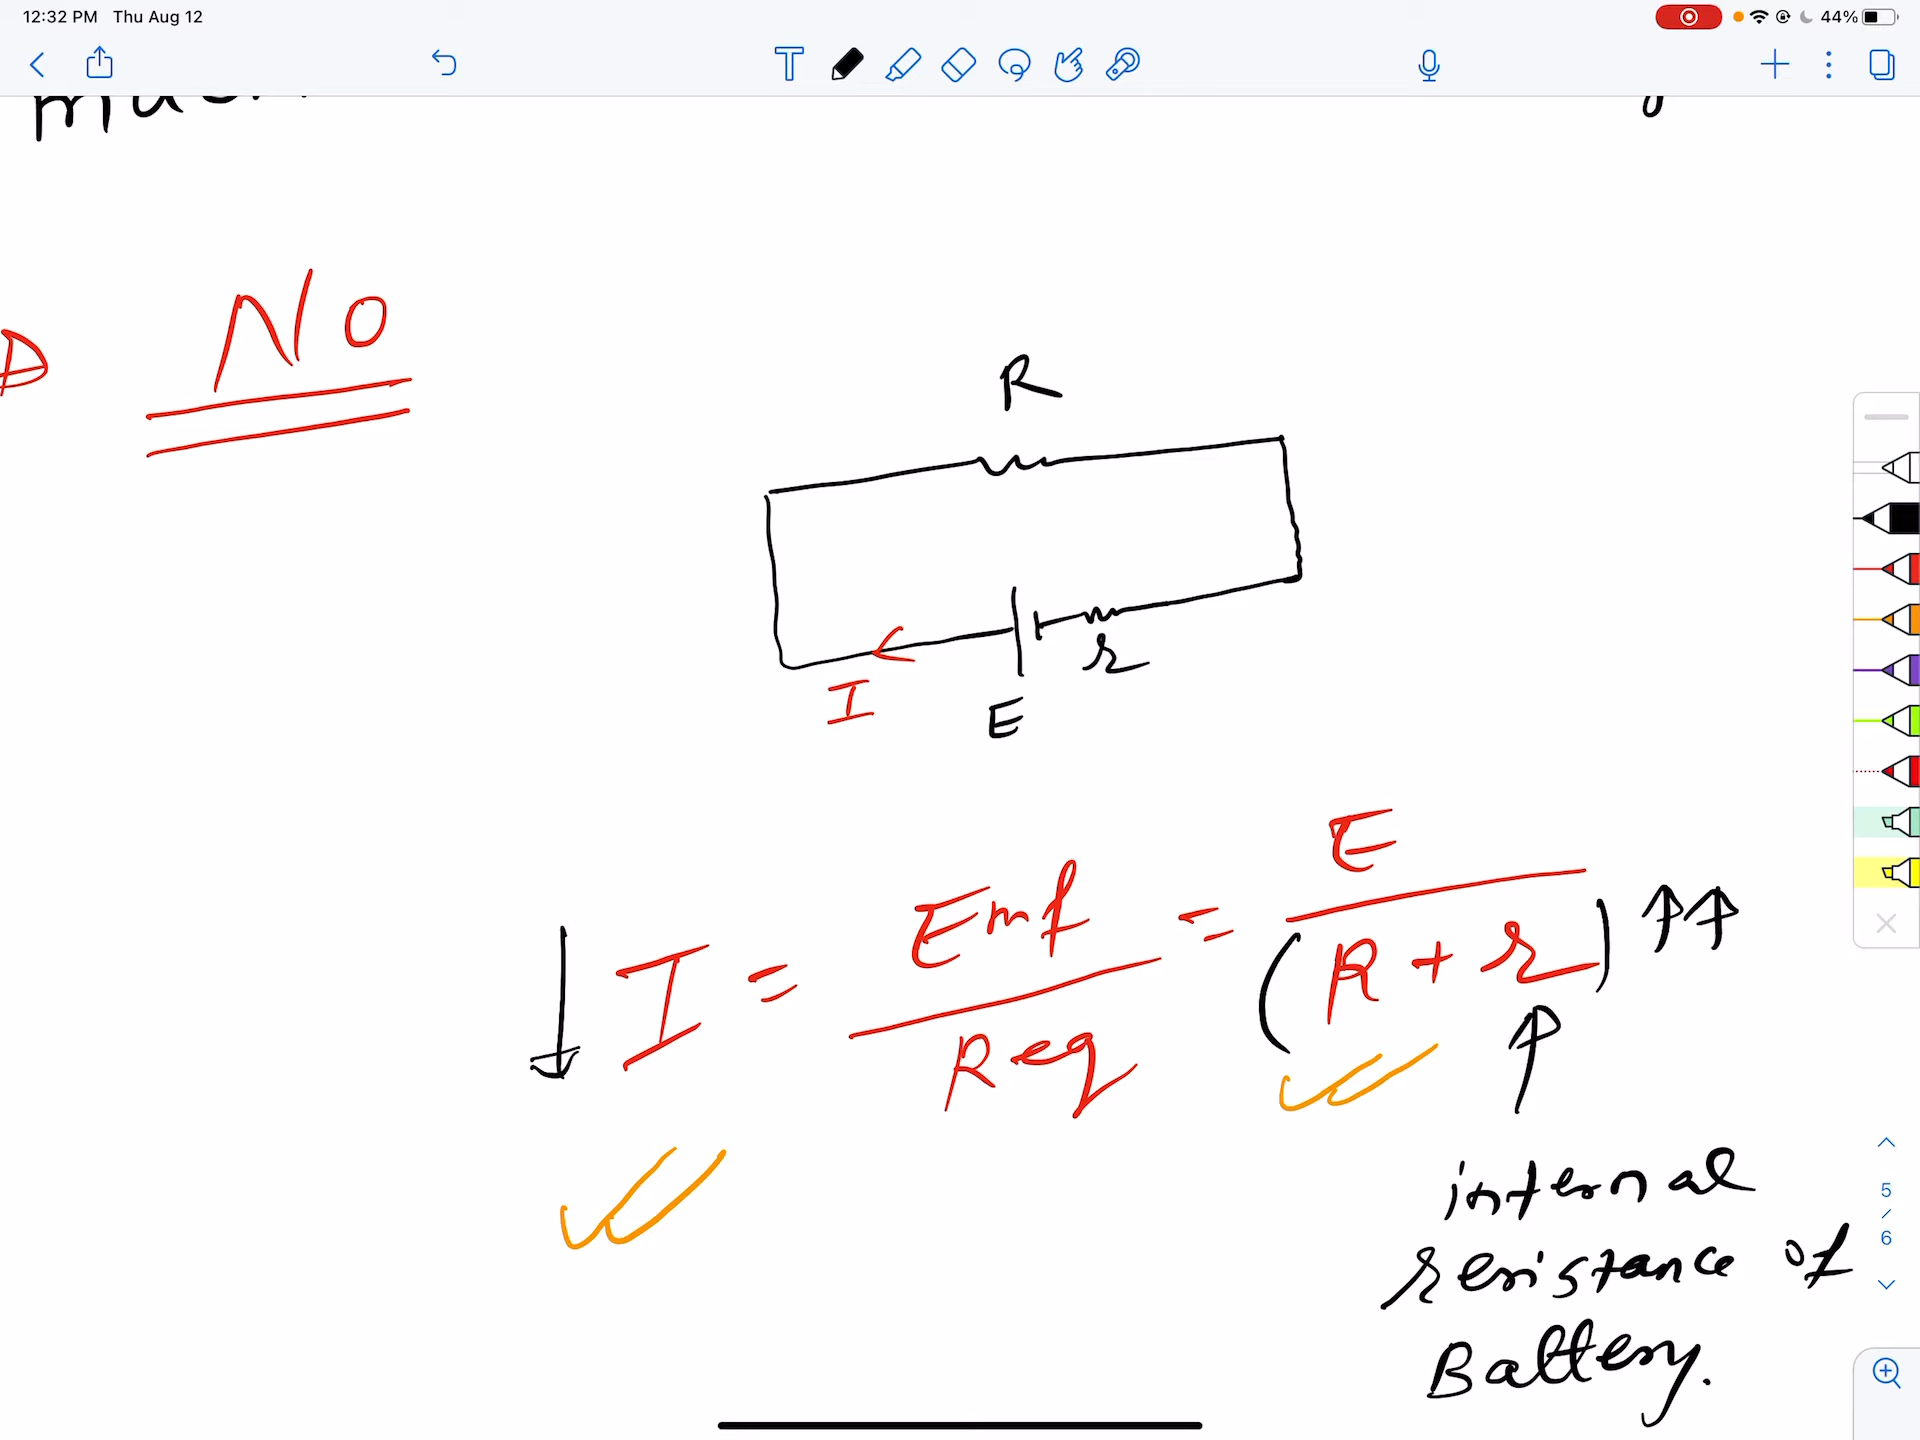 12:32 PM Thu Aug 12
44%
NO
R
I
E
r
I = Emf / Req = E / (R + r)
internal
resistance of
Battery.
5
/
6